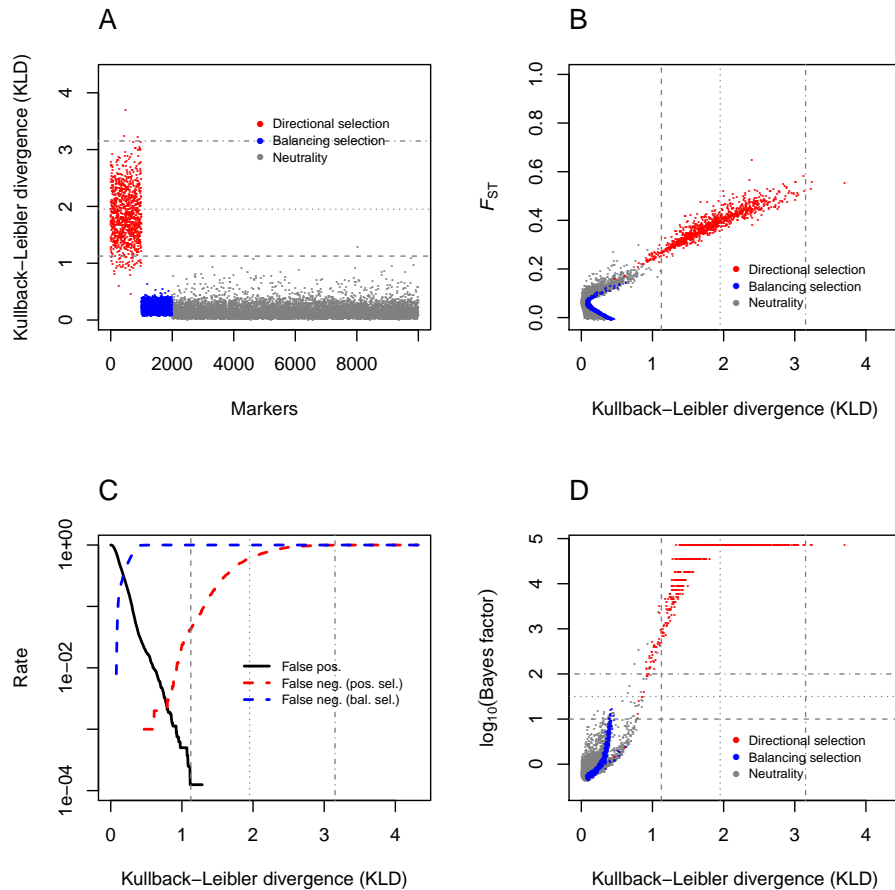 A
Kullback−Leibler divergence (KLD)
4
3
2
1
0
0 2000 4000 6000 8000
Markers
Directional selection
Balancing selection
Neutrality
B
FST
1.0
0.8
0.6
0.4
0.2
0.0
0 1 2 3 4
Kullback−Leibler divergence (KLD)
Directional selection
Balancing selection
Neutrality
C
Rate
1e+00
1e−02
1e−04
0 1 2 3 4
Kullback−Leibler divergence (KLD)
False pos.
False neg. (pos. sel.)
False neg. (bal. sel.)
D
log10(Bayes factor)
5
4
3
2
1
0
0 1 2 3 4
Kullback−Leibler divergence (KLD)
Directional selection
Balancing selection
Neutrality